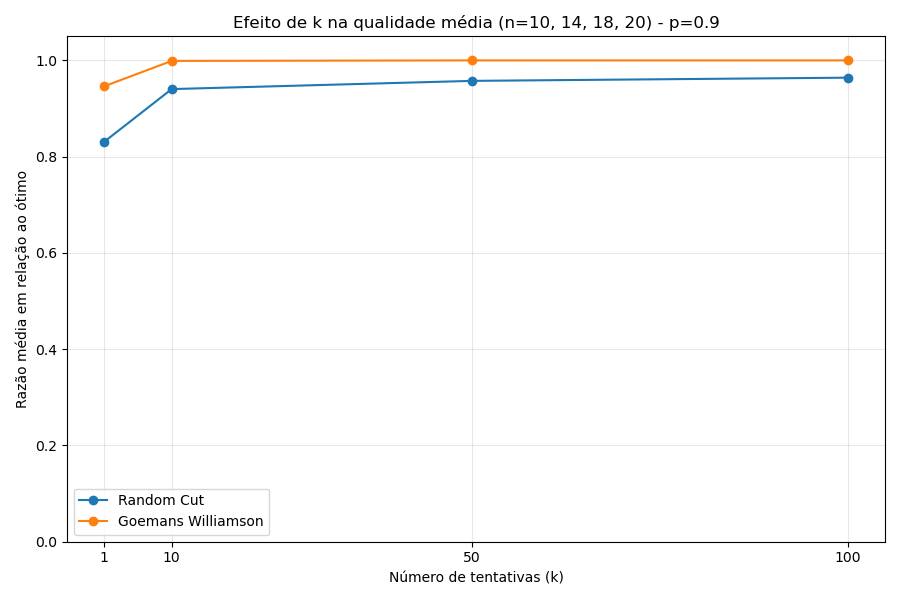 Efeito de k na qualidade média (n=10, 14, 18, 20) - p=0.9
Razão média em relação ao ótimo
1.0
0.8
0.6
0.4
0.2
0.0
Random Cut
Goemans Williamson
1 10 50 100
Número de tentativas (k)